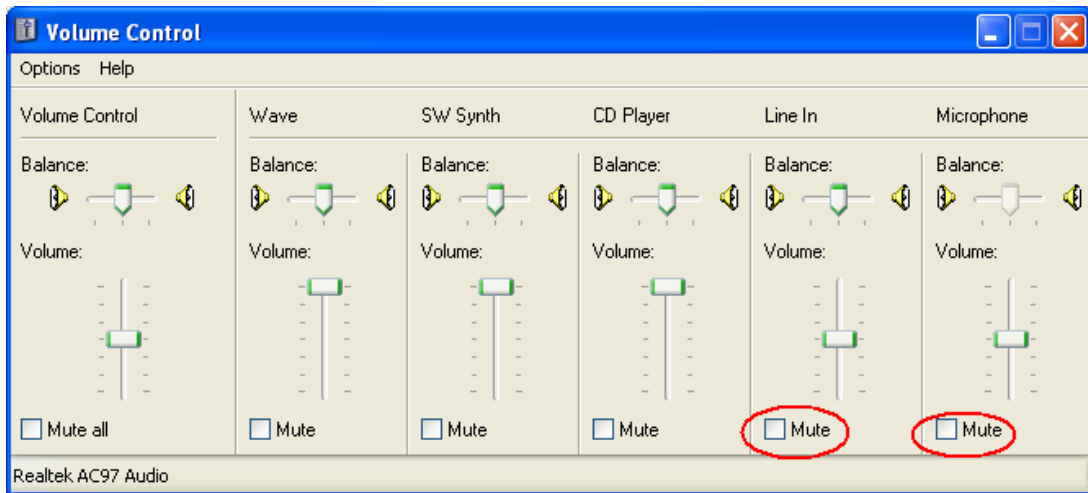 Volume Control
Options Help
Volume Control Wave SW Synth CD Player Line In Microphone
Balance: Balance: Balance: Balance: Balance: Balance:
Volume: Volume: Volume: Volume: Volume: Volume:
Mute all Mute Mute Mute Mute Mute
Realtek AC97 Audio